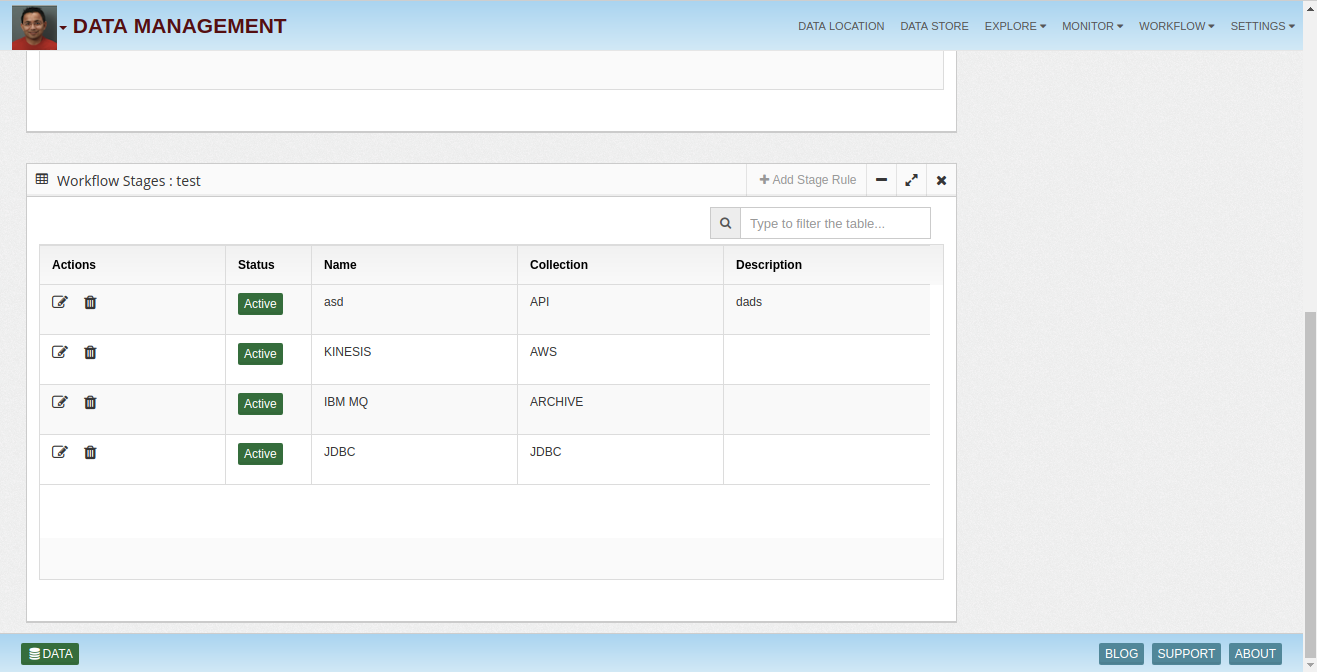 DATA MANAGEMENT DATA LOCATION DATA STORE EXPLORE MONITOR WORKFLOW SETTINGS
Workflow Stages : test Add Stage Rule
Type to filter the table...
Actions Status Name Collection Description
Active asd API dads
Active KINESIS AWS
Active IBM MQ ARCHIVE
Active JDBC JDBC
DATA BLOG SUPPORT ABOUT